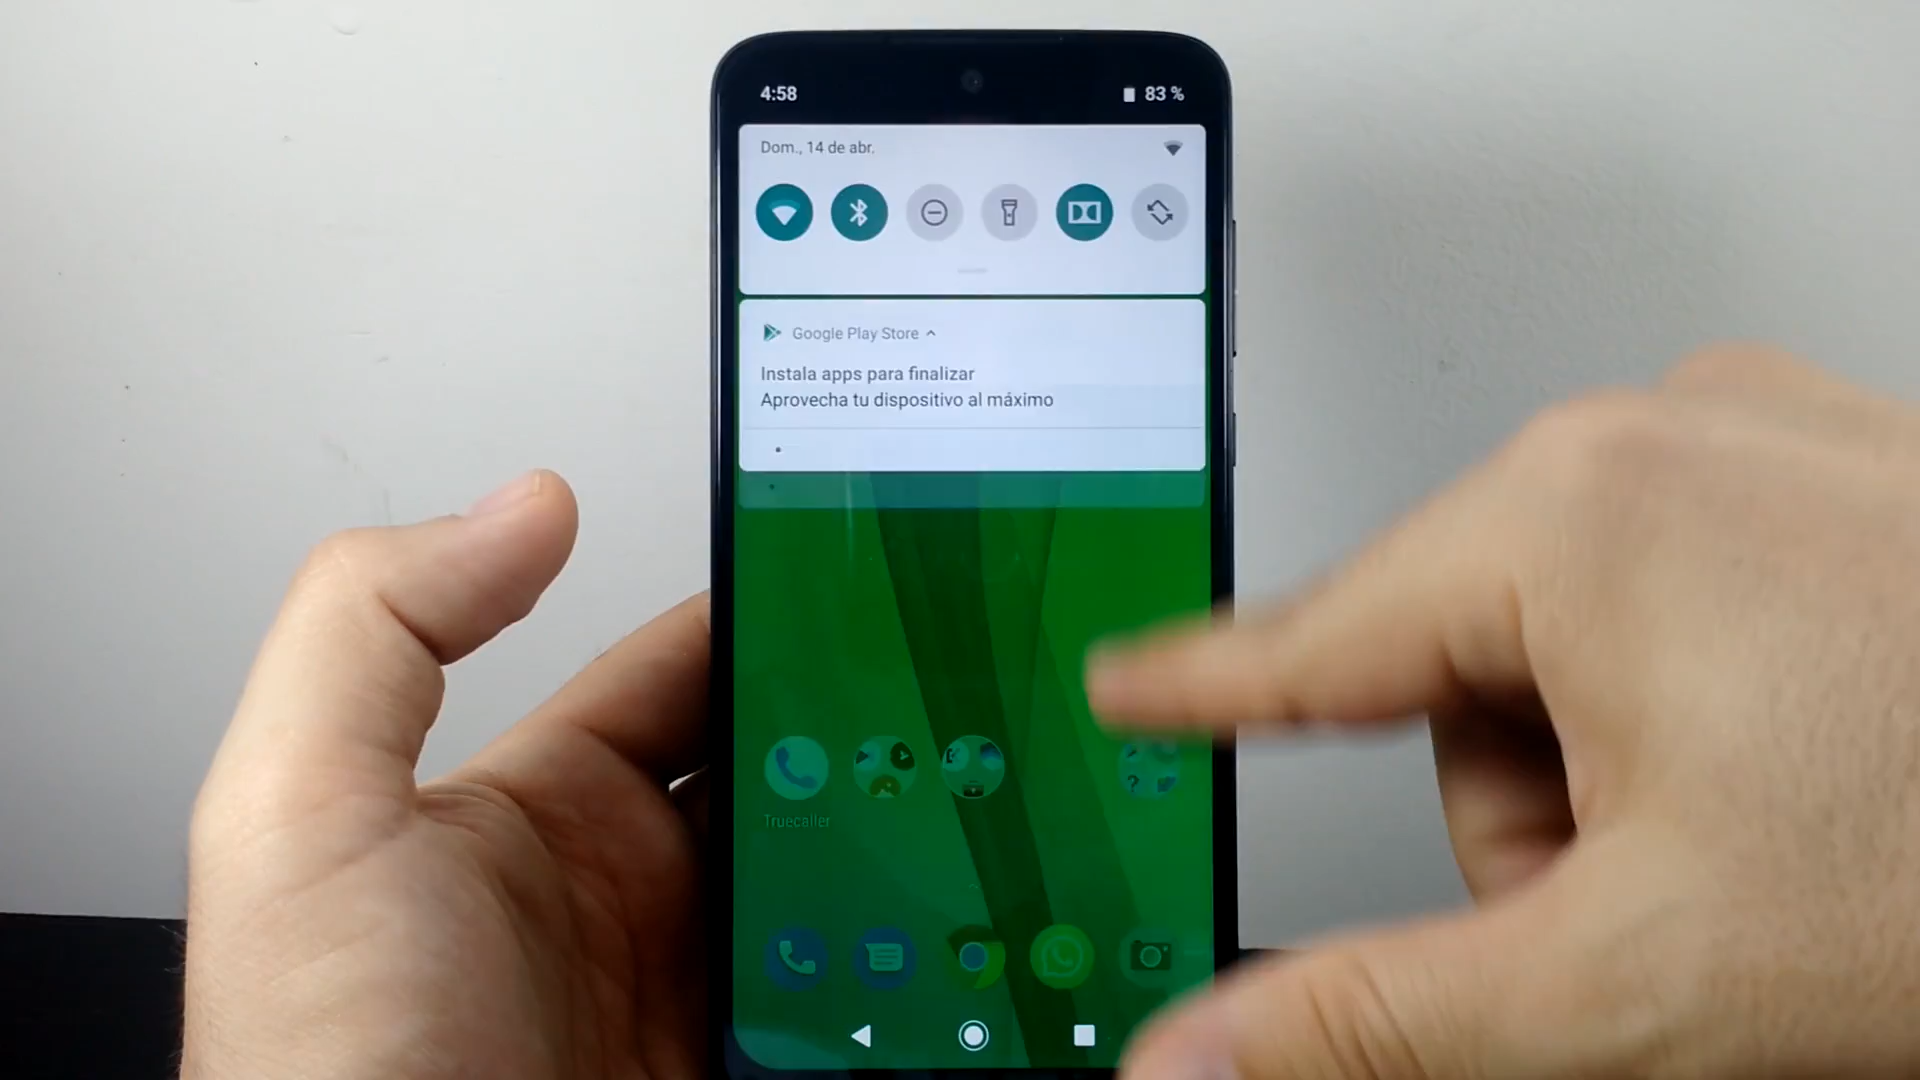 4:58
83 %
Dom., 14 de abr.
Google Play Store
Instala apps para finalizar
Aprovecha tu dispositivo al máximo
Truecaller